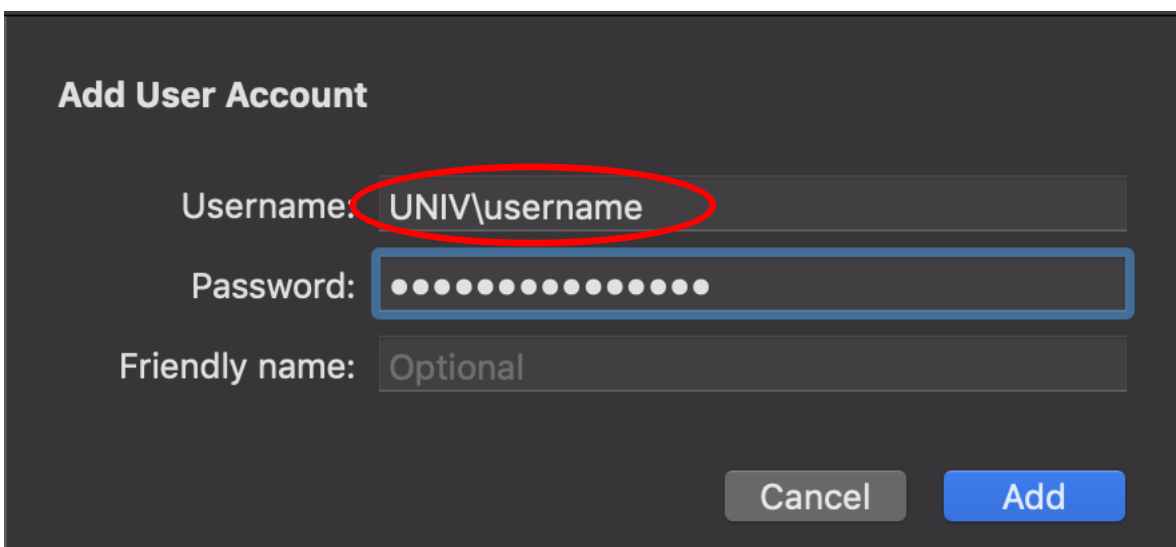 Add User Account
Username: UNIV\username
Password: ●●●●●●●●●●●●●●●
Friendly name: Optional
Cancel Add